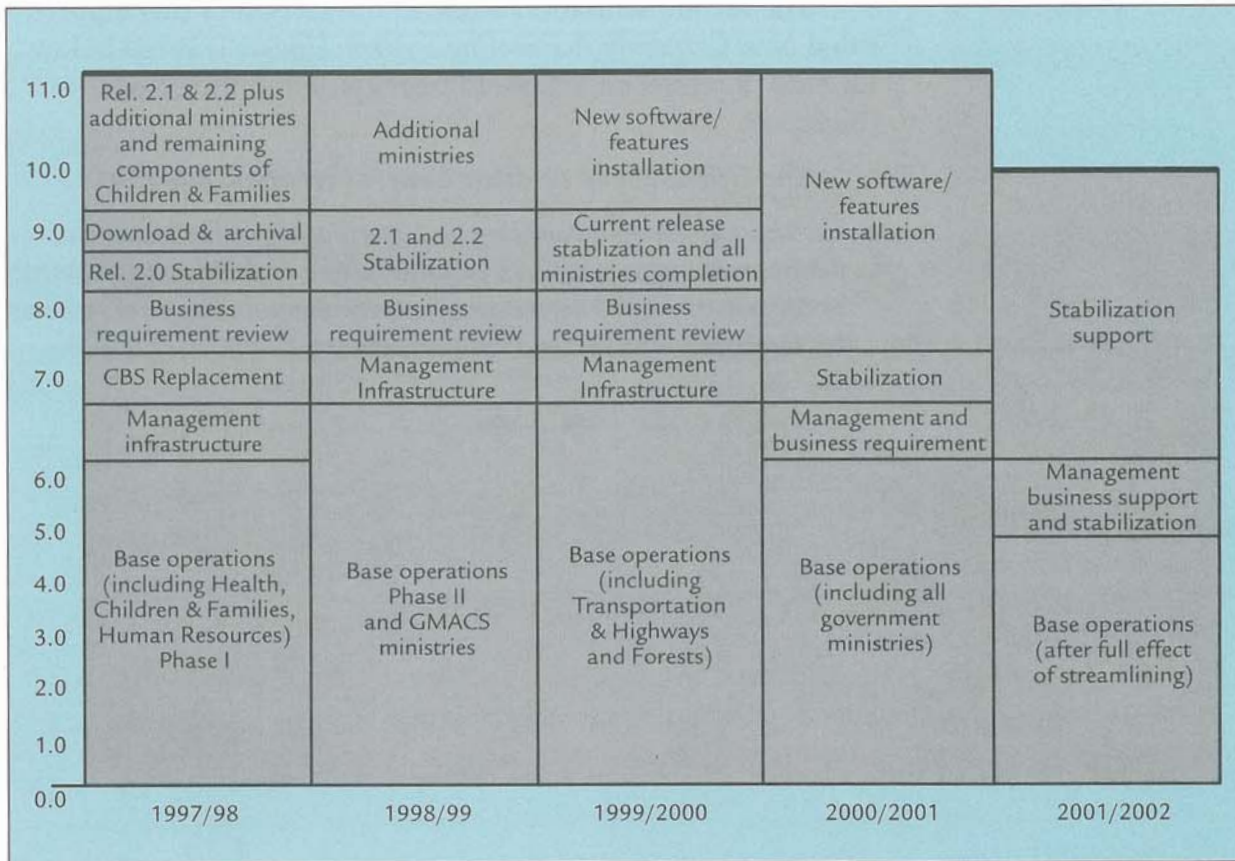 11.0
10.0
9.0
8.0
7.0
6.0
5.0
4.0
3.0
2.0
1.0
0.0
Rel. 2.1 & 2.2 plus
additional ministries
and remaining
components of
Children & Families
Download & archival
Rel. 2.0 Stabilization
Business
requirement review
CBS Replacement
Management
infrastructure
Base operations
(including Health,
Children & Families,
Human Resources)
Phase I
1997/98
Additional
ministries
2.1 and 2.2
Stabilization
Business
requirement review
Management
Infrastructure
Base operations
Phase II
and GMACS
ministries
1998/99
New software/
features
installation
Current release
stablization and all
ministries completion
Business
requirement review
Management
Infrastructure
Base operations
(including
Transportation
& Highways
and Forests)
1999/2000
New software/
features
installation
Stabilization
Management and
business requirement
Base operations
(including all
government
ministries)
2000/2001
Stabilization
support
Management
business support
and stabilization
Base operations
(after full effect
of streamlining)
2001/2002